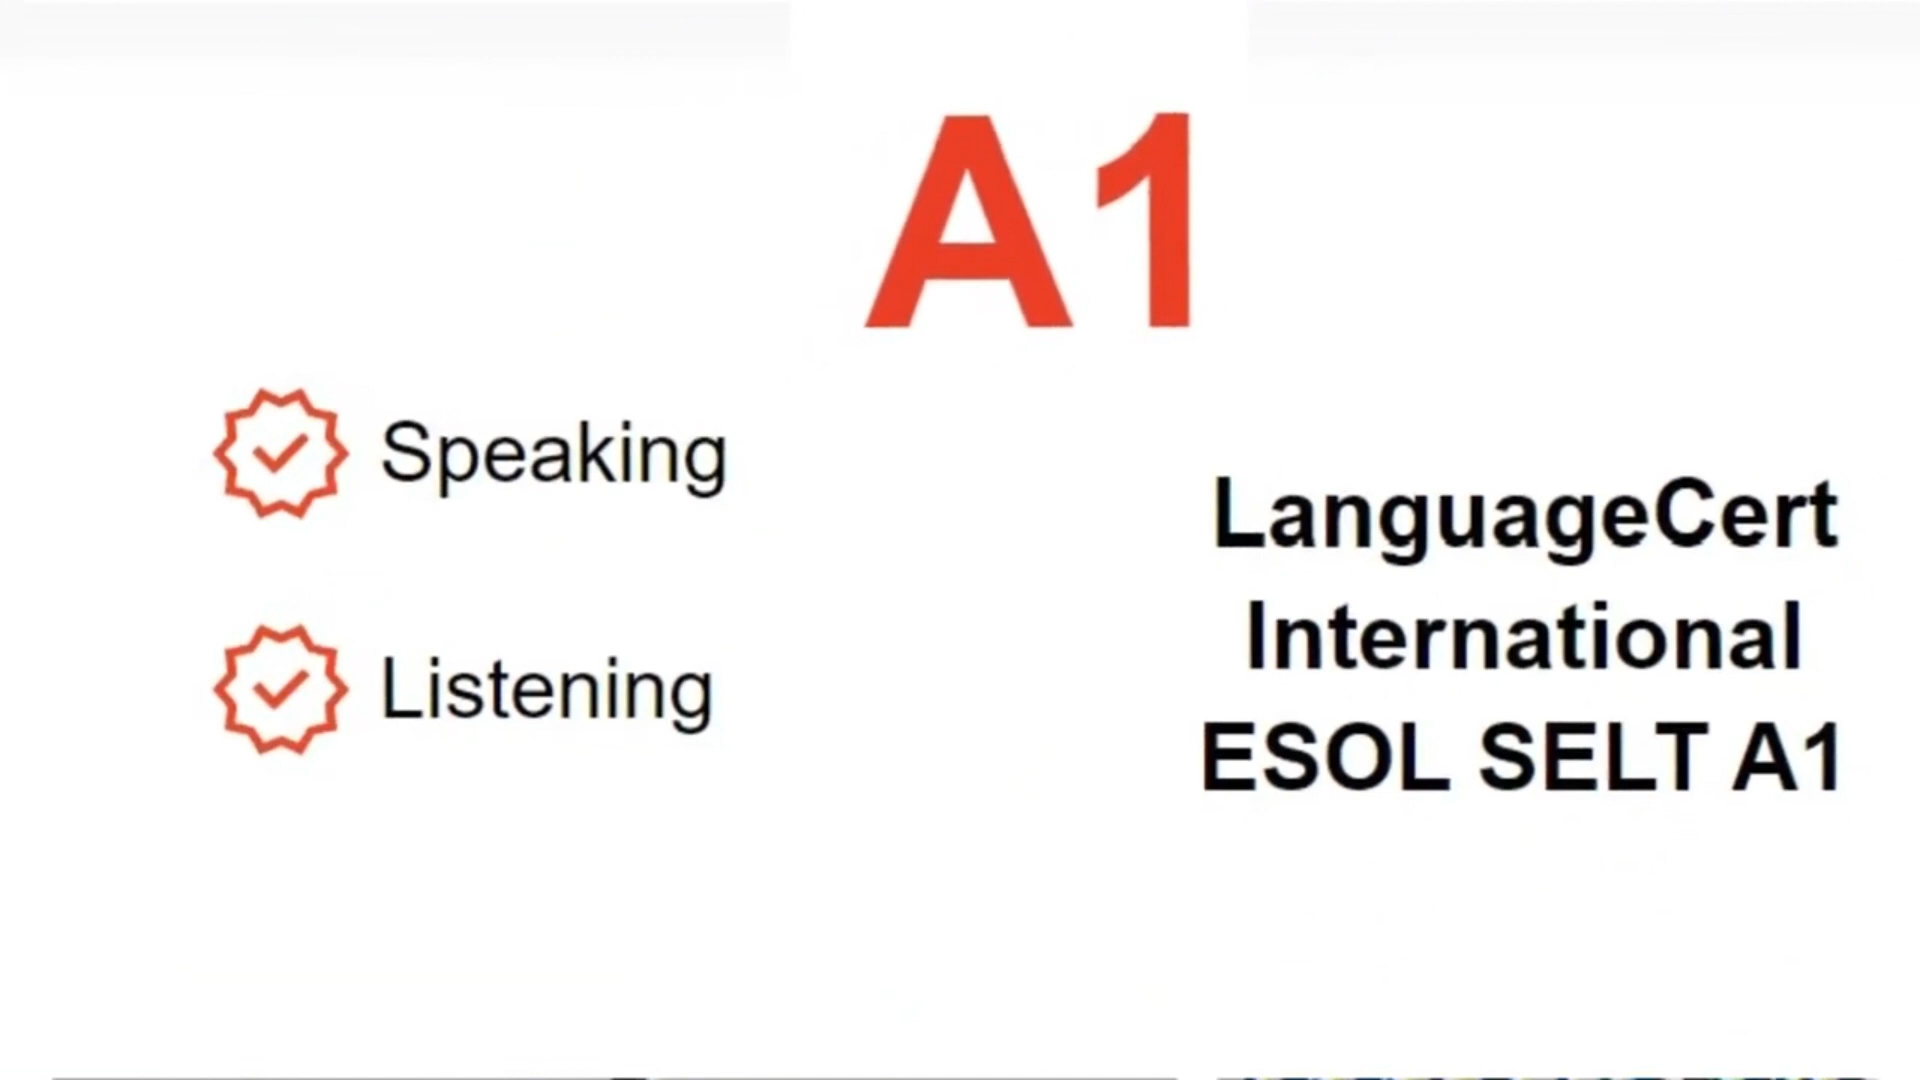 A1
Speaking
Listening
LanguageCert
International
ESOL SELT A1